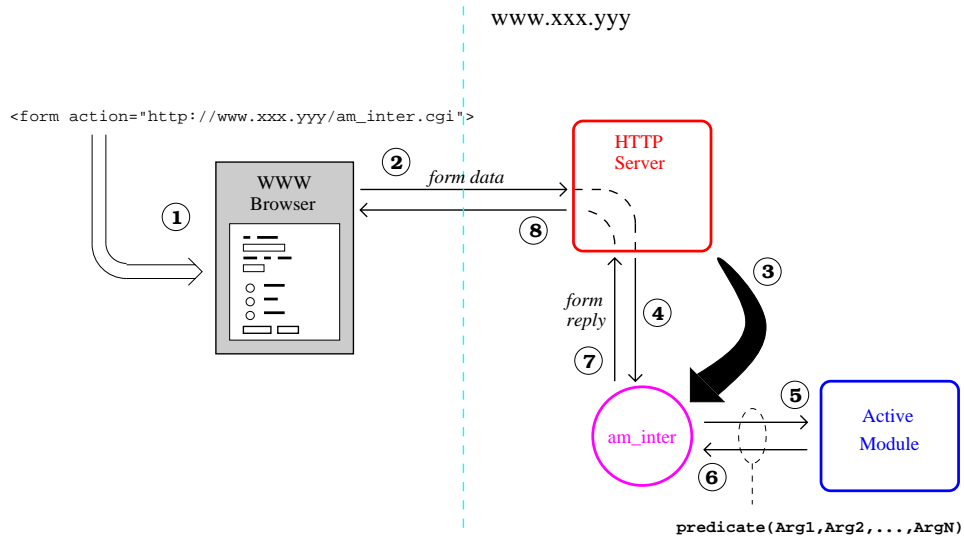 www.xxx.yyy
<form action="http://www.xxx.yyy/am_inter.cgi">
HTTP
Server
2
form data
WWW
Browser
1
8
3
form
reply
4
7
5
Active
Module
am_inter
6
predicate(Arg1,Arg2,...,ArgN)